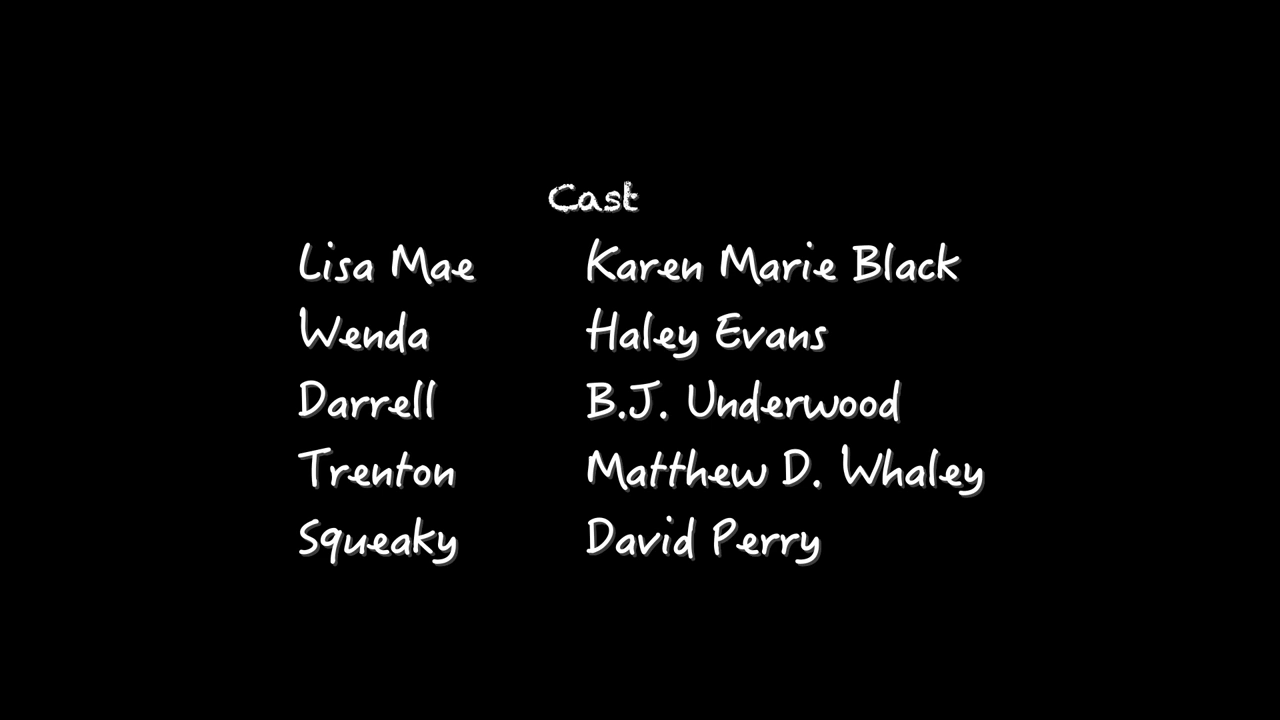 Cast
Lisa Mae Karen Marie Black
Wenda Haley Evans
Darrell B.J. Underwood
Trenton Matthew D. Whaley
Squeaky David Perry